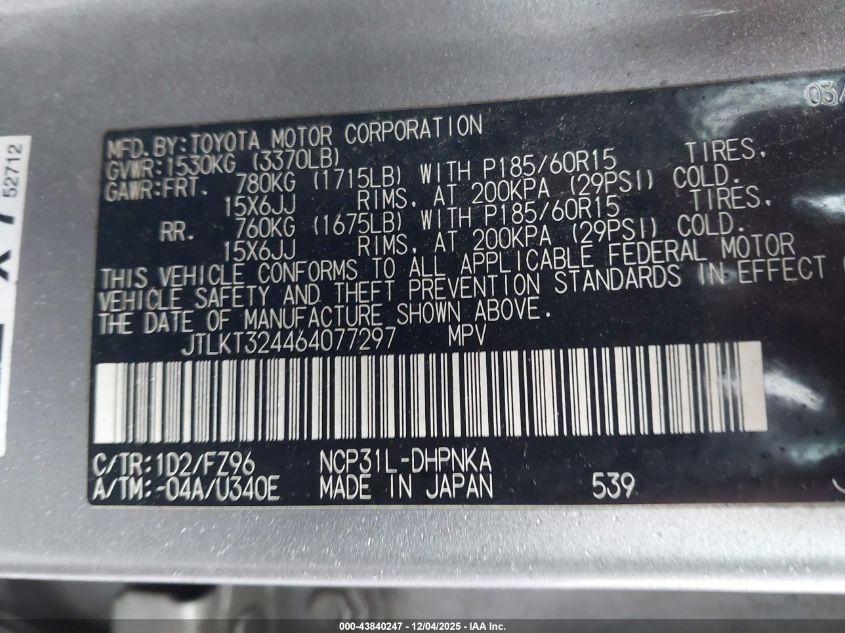 03/
MFD.BY:TOYOTA MOTOR CORPORATION
GVWR:1530KG (3370LB)
GAWR:FRT. 780KG (1715LB) WITH P185/60R15 TIRES,
15X6JJ RIMS, AT 200KPA (29PSI) COLD.
RR. 760KG (1675LB) WITH P185/60R15 TIRES,
15X6JJ RIMS, AT 200KPA (29PSI) COLD.
THIS VEHICLE CONFORMS TO ALL APPLICABLE FEDERAL MOTOR
VEHICLE SAFETY AND THEFT PREVENTION STANDARDS IN EFFECT
THE DATE OF MANUFACTURE SHOWN ABOVE.
JTLKT324464077297 MPV
C/TR:1D2/FZ96 NCP31L-DHPNKA
A/TM:-04A/U340E MADE IN JAPAN 539
52712
000-43840247 - 12/04/2025 - IAA Inc.